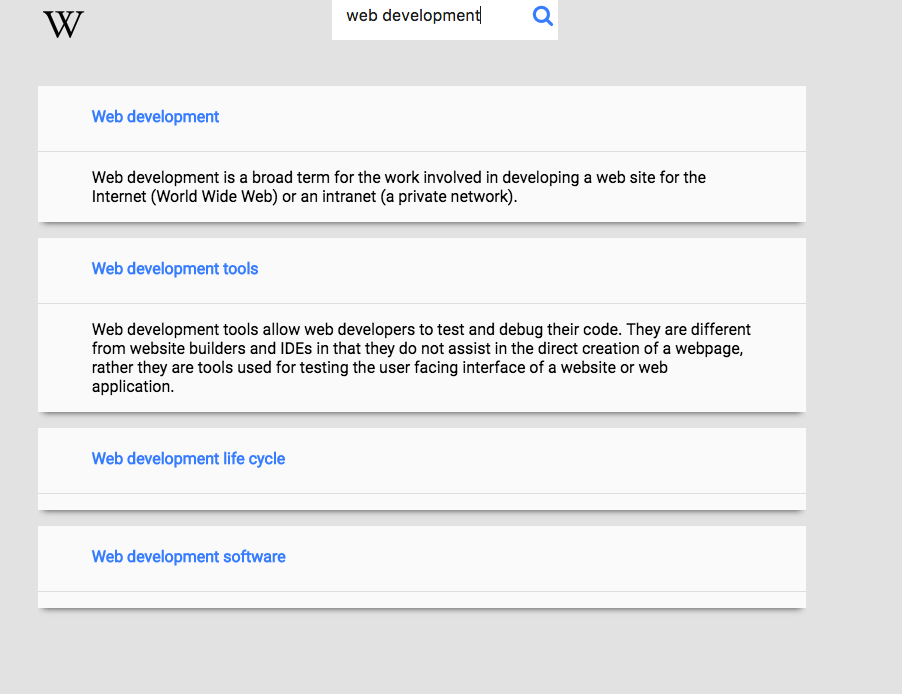 W
web development
Web development
Web development is a broad term for the work involved in developing a web site for the
Internet (World Wide Web) or an intranet (a private network).
Web development tools
Web development tools allow web developers to test and debug their code. They are different
from website builders and IDEs in that they do not assist in the direct creation of a webpage,
rather they are tools used for testing the user facing interface of a website or web
application.
Web development life cycle
Web development software